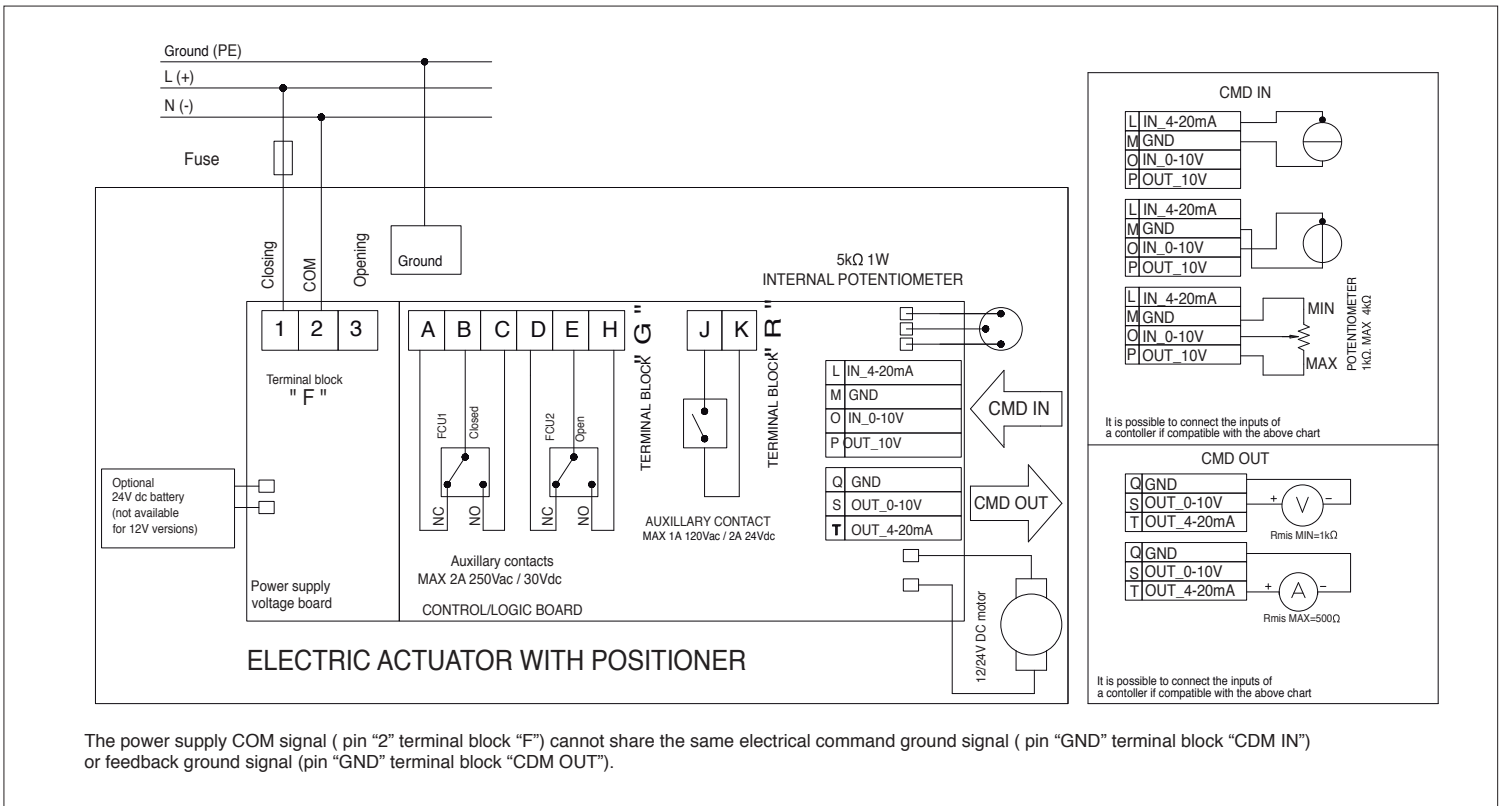 Ground (PE)
L (+)
N (-)
Fuse
Closing
COM
Opening
Ground
1 2 3
Terminal block
" F "
A B C D E H
TERMINAL BLOCK "G"
FCU1
Closed
NC
NO
FCU2
Open
NC
NO
Auxillary contacts
MAX 2A 250Vac / 30Vdc
J K
TERMINAL BLOCK "R"
AUXILLARY CONTACT
MAX 1A 120Vac / 2A 24Vdc
5kΩ 1W
INTERNAL POTENTIOMETER
L IN_4-20mA
M GND
O IN_0-10V
P OUT_10V
CMD IN
Q GND
S OUT_0-10V
T OUT_4-20mA
CMD OUT
12/24V DC motor
Optional
24V dc battery
(not available
for 12V versions)
Power supply
voltage board
CONTROL/LOGIC BOARD
ELECTRIC ACTUATOR WITH POSITIONER
CMD IN
L IN_4-20mA
M GND
O IN_0-10V
P OUT_10V
L IN_4-20mA
M GND
O IN_0-10V
P OUT_10V
L IN_4-20mA
M GND
O IN_0-10V
P OUT_10V
MIN
MAX
POTENTIOMETER
1kΩ. MAX 4kΩ
It is possible to connect the inputs of
a contoller if compatible with the above chart
CMD OUT
Q GND
S OUT_0-10V
T OUT_4-20mA
+ V –
Rmis MIN=1kΩ
Q GND
S OUT_0-10V
T OUT_4-20mA
+ A –
Rmis MAX=500Ω
It is possible to connect the inputs of
a contoller if compatible with the above chart
The power supply COM signal ( pin “2” terminal block “F”) cannot share the same electrical command ground signal ( pin “GND” terminal block “CDM IN”)
or feedback ground signal (pin “GND” terminal block “CDM OUT”).